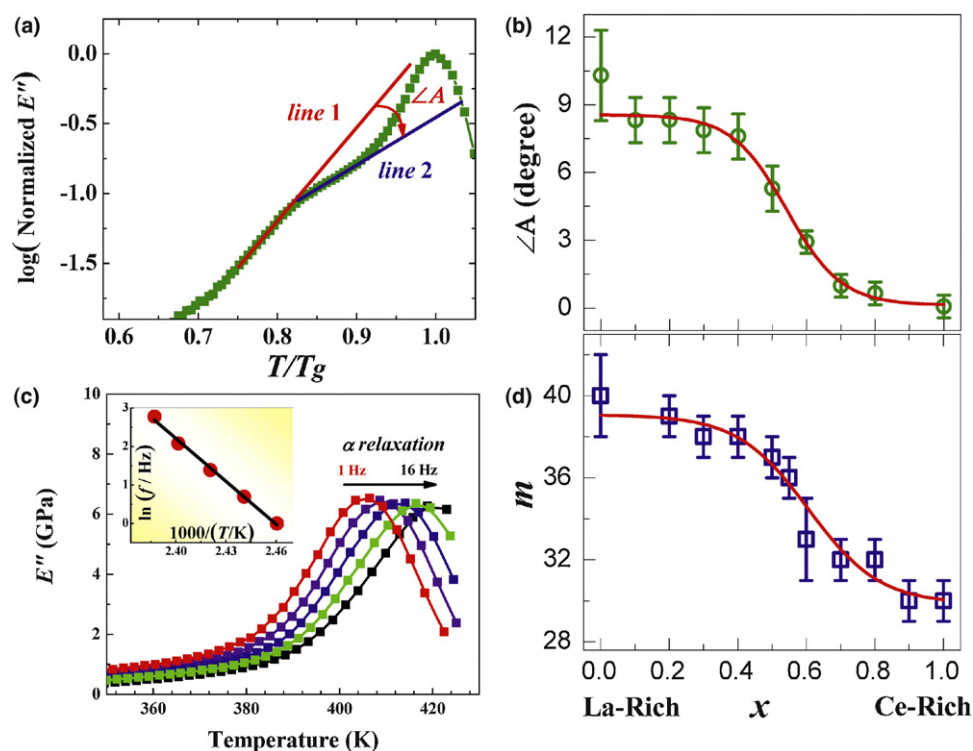 (a)
log( Normalized E'')
0.0
-0.5
-1.0
-1.5
line 1
∠A
line 2
0.6 0.7 0.8 0.9 1.0
T/Tg
(b)
∠A (degree)
12
9
6
3
0
(c)
E'' (GPa)
10
8
6
4
2
0
ln (f / Hz)
3
2
1
0
2.40 2.43 2.46
1000/(T/K)
α relaxation
1 Hz 16 Hz
360 380 400 420
Temperature (K)
(d)
m
40
36
32
28
0.0 0.2 0.4 0.6 0.8 1.0
La-Rich x Ce-Rich